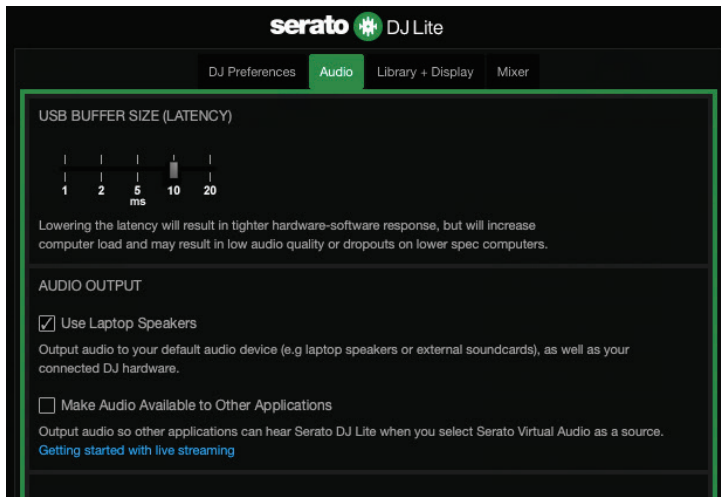 serato DJ Lite
DJ Preferences Audio Library + Display Mixer
USB BUFFER SIZE (LATENCY)
1 2 5 10 20
ms
Lowering the latency will result in tighter hardware-software response, but will increase
computer load and may result in low audio quality or dropouts on lower spec computers.
AUDIO OUTPUT
Use Laptop Speakers
Output audio to your default audio device (e.g laptop speakers or external soundcards), as well as your
connected DJ hardware.
Make Audio Available to Other Applications
Output audio so other applications can hear Serato DJ Lite when you select Serato Virtual Audio as a source.
Getting started with live streaming